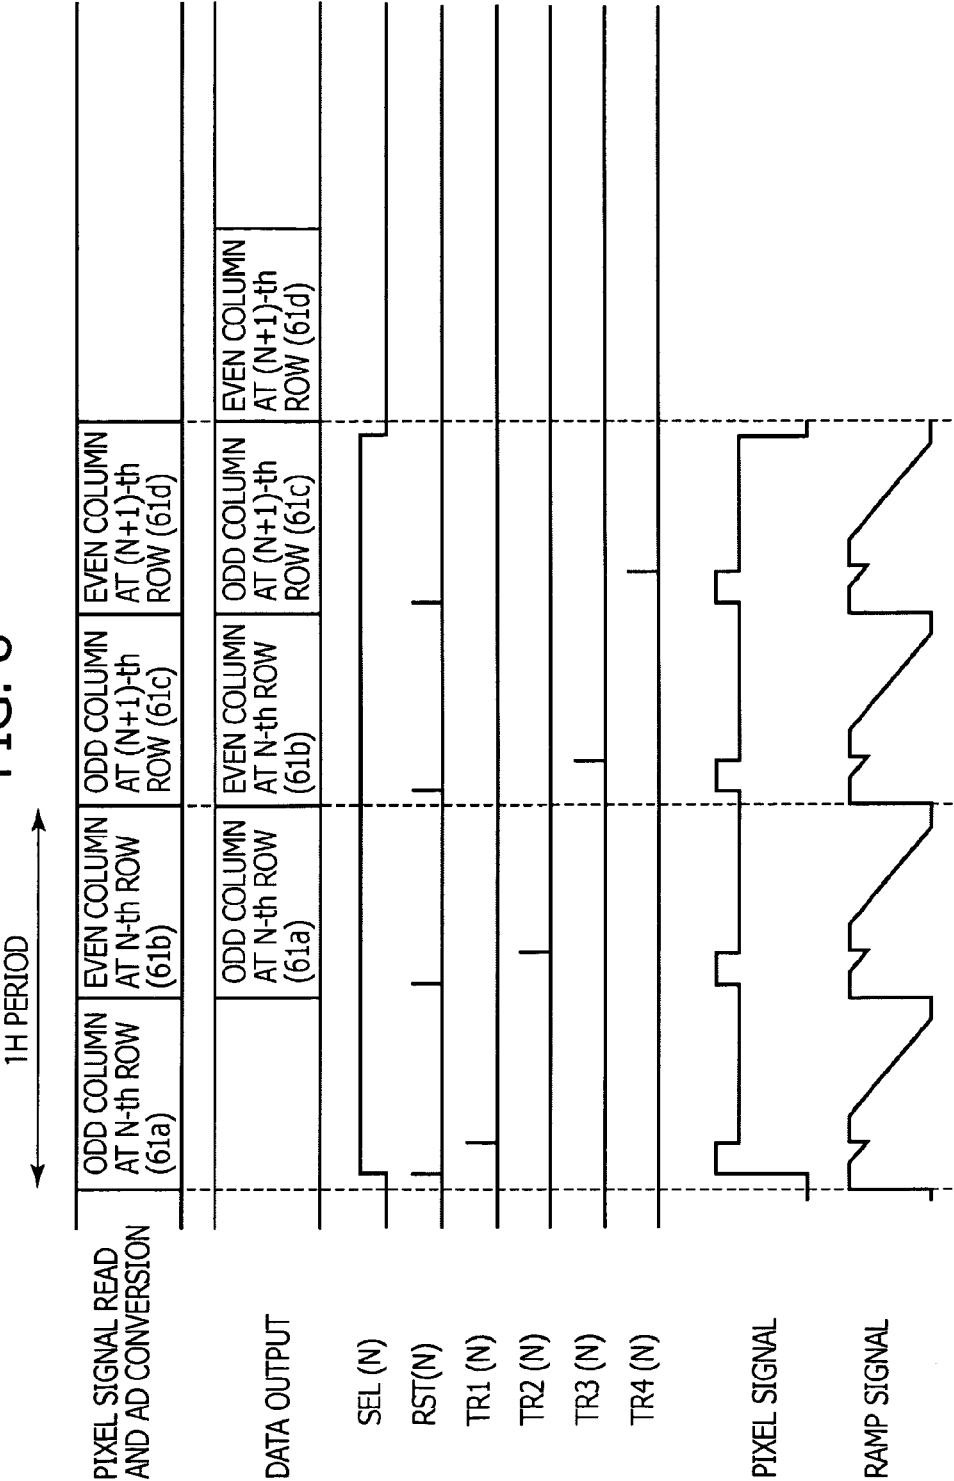 FIG.
1H PERIOD
PIXEL SIGNAL READ
AND AD CONVERSION
ODD COLUMN
AT N-th ROW
(61a)
EVEN COLUMN
AT N-th ROW
(61b)
ODD COLUMN
AT (N+1)-th
ROW (61c)
EVEN COLUMN
AT (N+1)-th
ROW (61d)
DATA OUTPUT
ODD COLUMN
AT N-th ROW
(61a)
EVEN COLUMN
AT N-th ROW
(61b)
ODD COLUMN
AT (N+1)-th
ROW (61c)
EVEN COLUMN
AT (N+1)-th
ROW (61d)
SEL (N)
RST(N)
TR1 (N)
TR2 (N)
TR3 (N)
TR4 (N)
PIXEL SIGNAL
RAMP SIGNAL